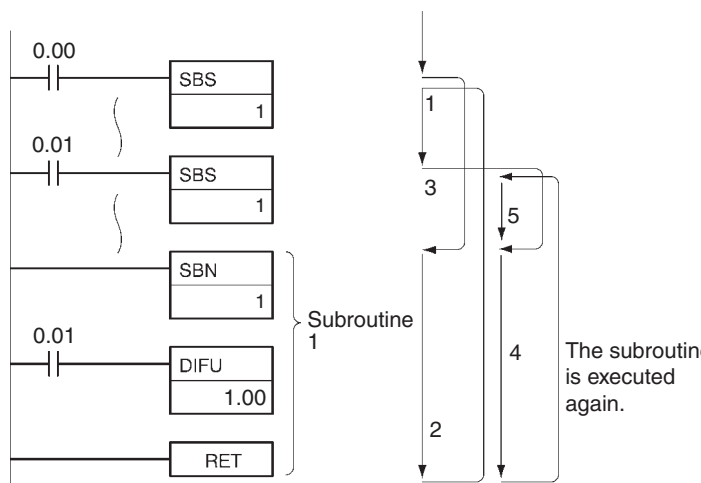 0.00
SBS
1
0.01
SBS
1
SBN
1
0.01
DIFU
1.00
RET
Subroutine
1
1
3
5
4
2
The subroutin
is executed
again.